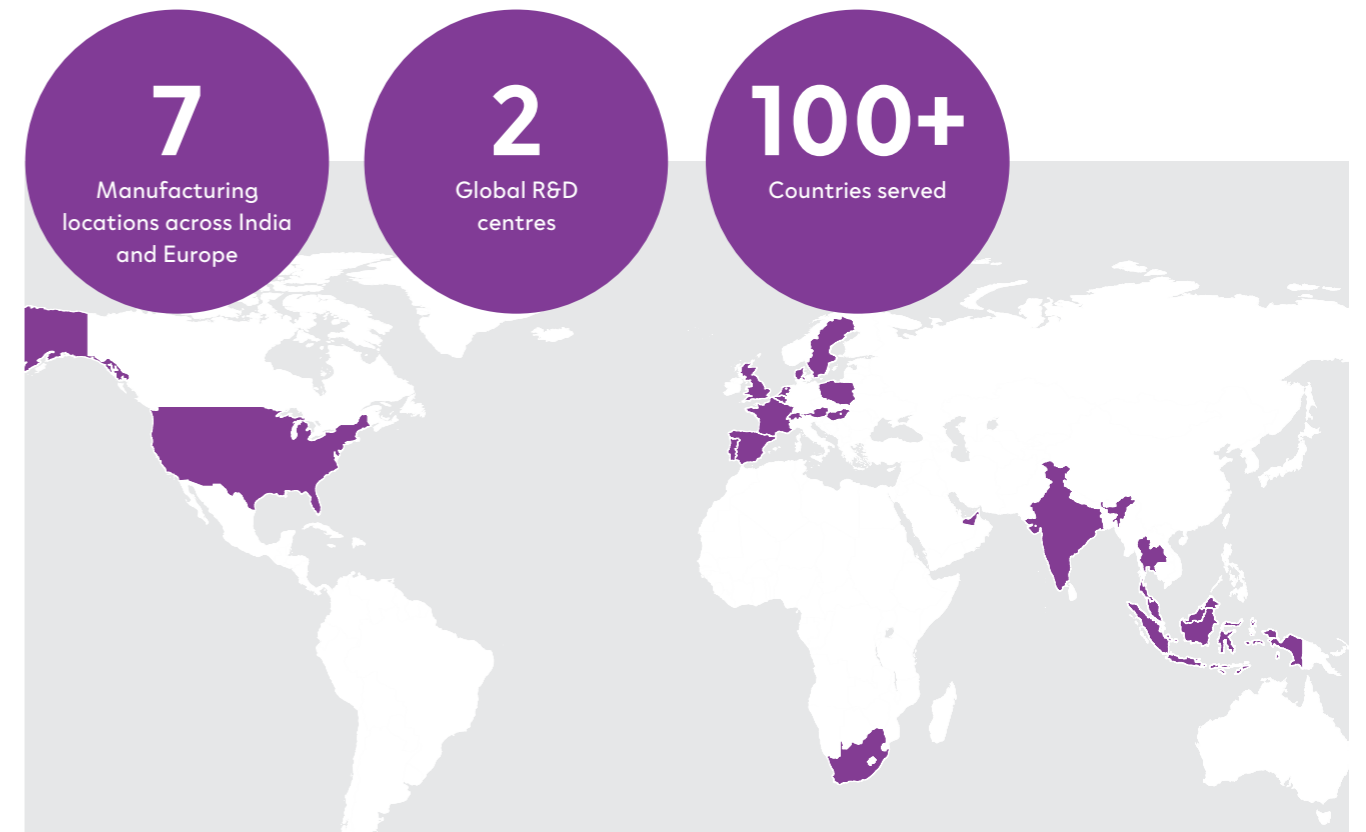 7
Manufacturing
locations across India
and Europe
2
Global R&D
centres
100+
Countries served